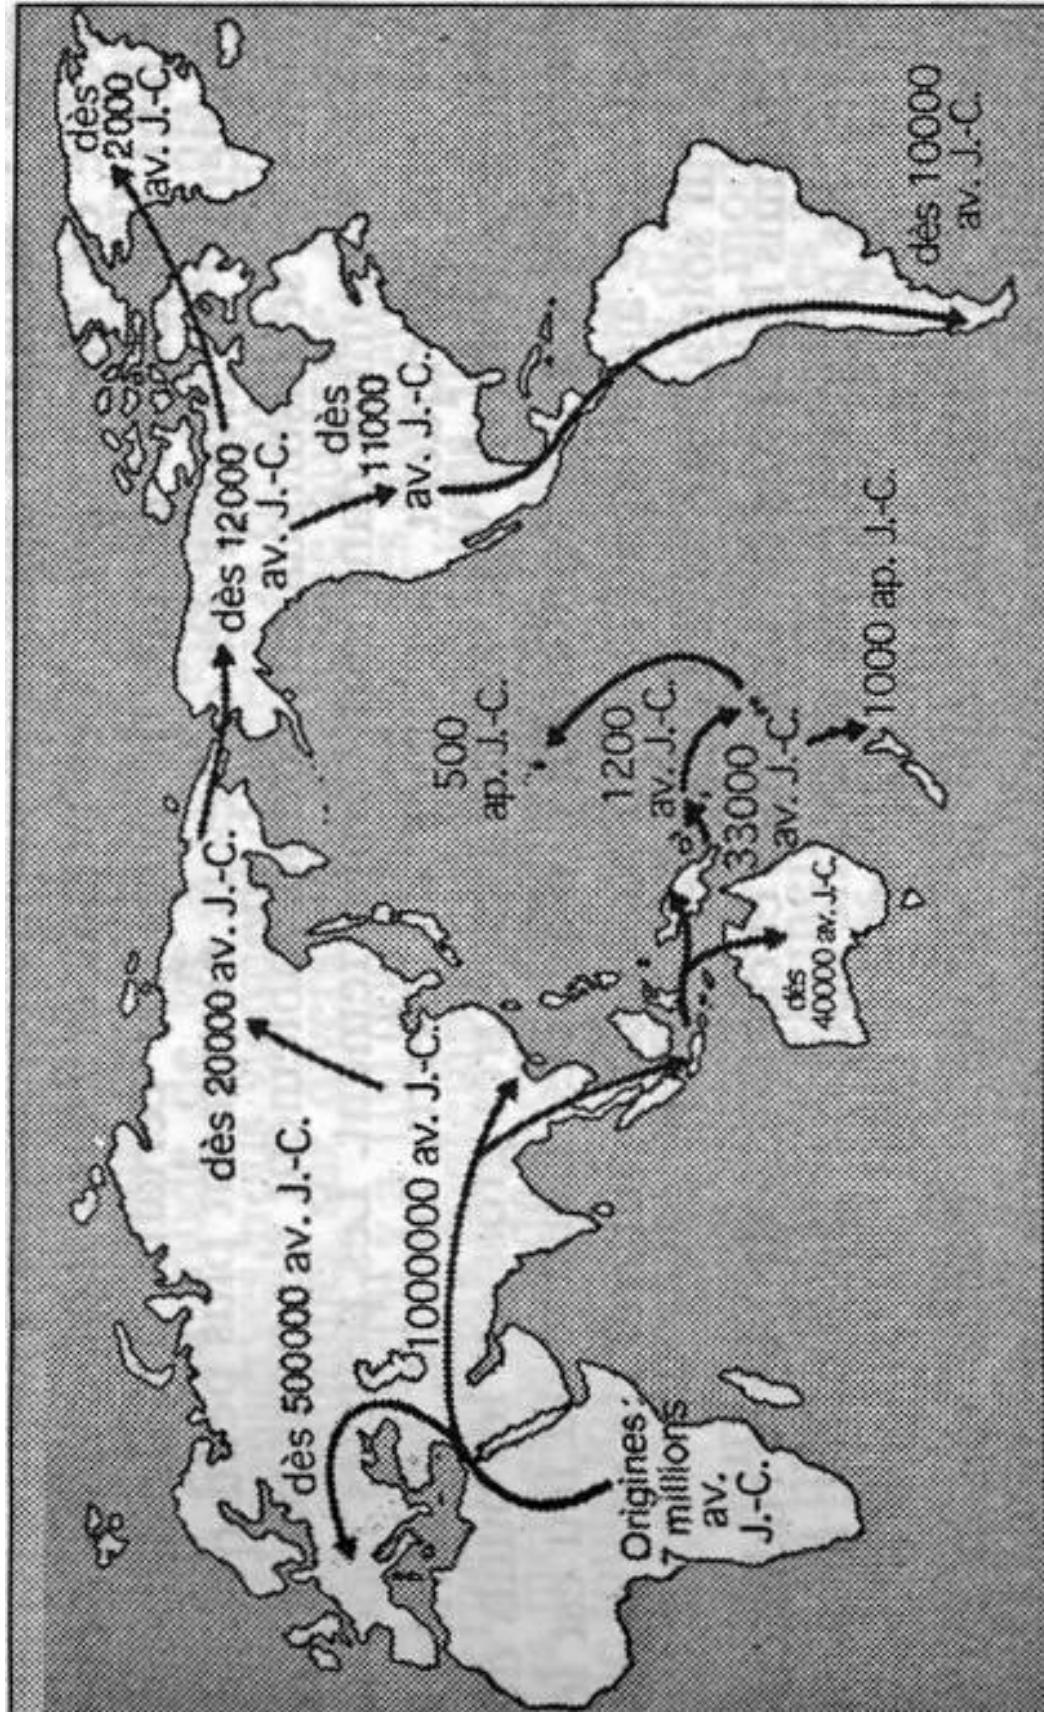 Origines :
7 millions
av.
J.-C.
dès 500000 av. J.-C.
1000000 av. J.-C.
dès 20000 av. J.-C.
dès
40000 av. J.-C.
33000
av. J.-C.
1200
av. J.-C.
500
ap. J.-C.
1000 ap. J.-C.
dès 12000
av. J.-C.
dès
11000
av. J.-C.
dès
2000
av. J.-C.
dès 10000
av. J.-C.